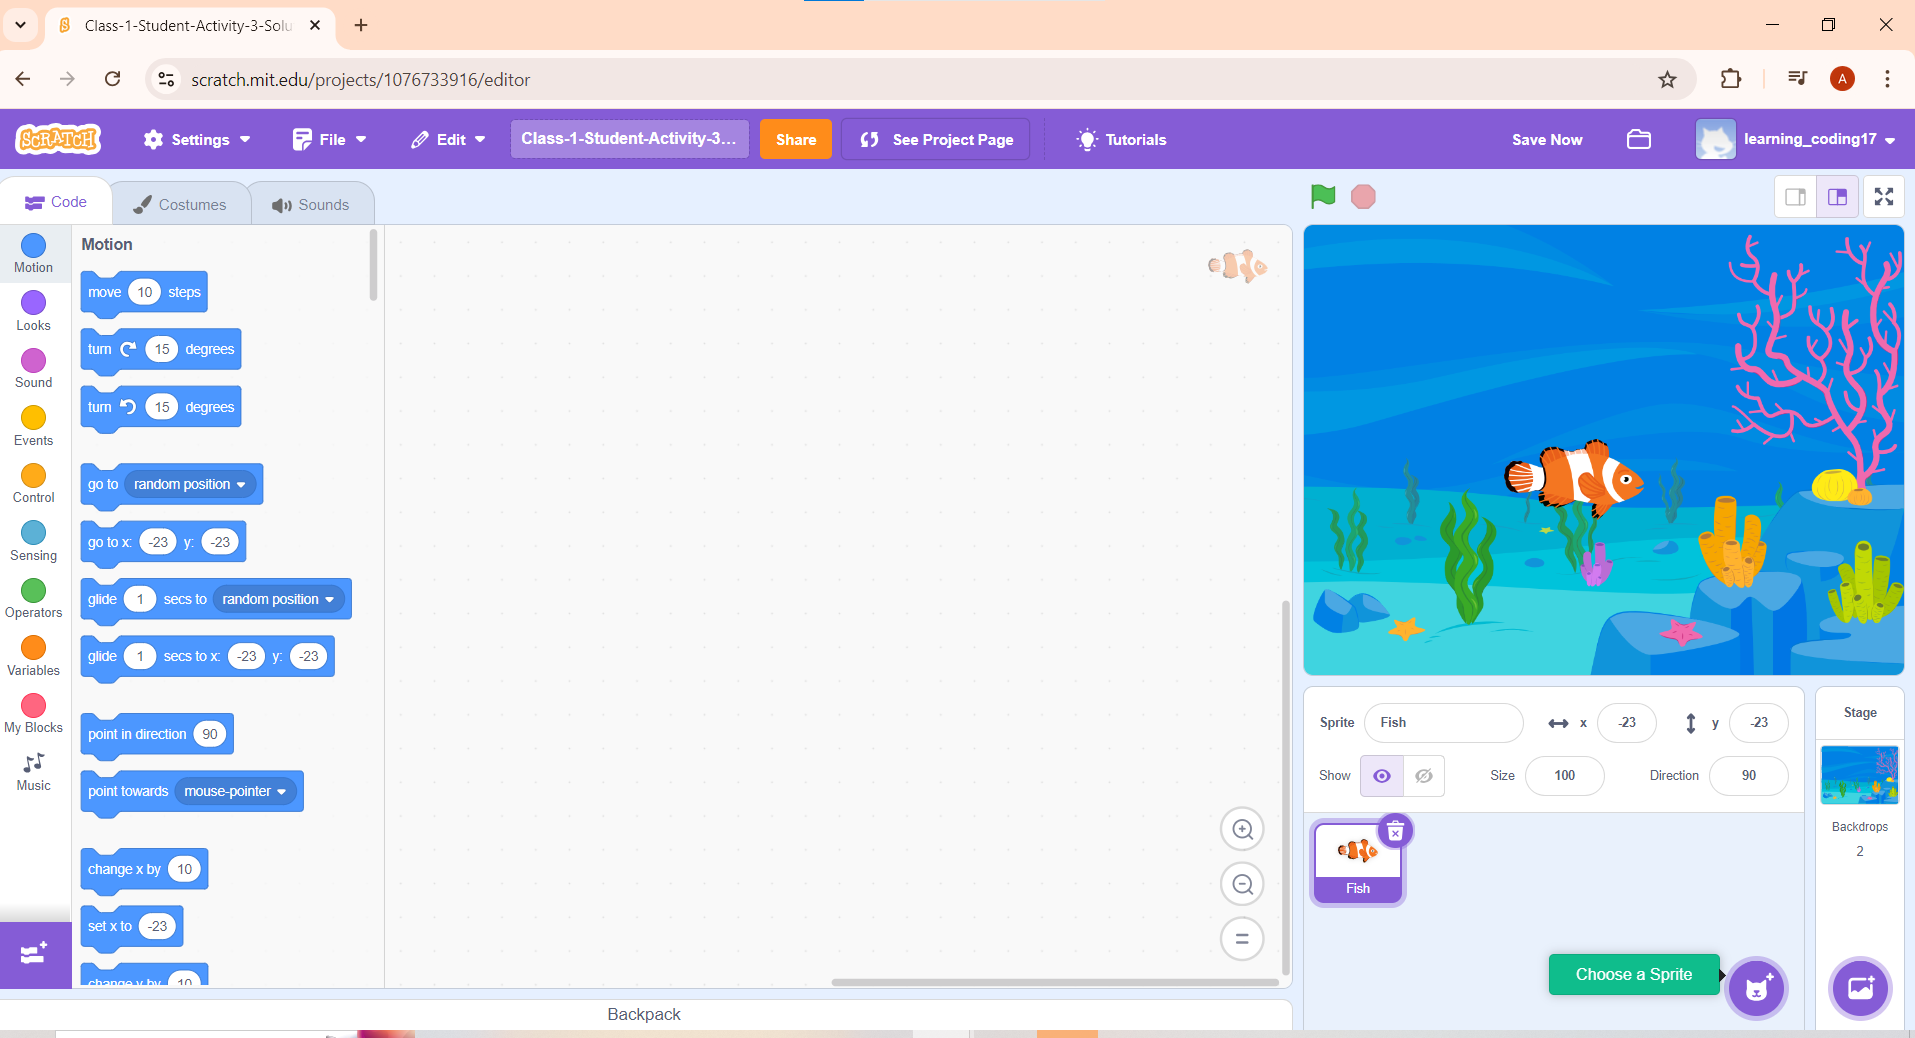 Class-1-Student-Activity-3-Solu
scratch.mit.edu/projects/1076733916/editor
A
SCRATCH
Settings
File
Edit
Class-1-Student-Activity-3...
Share
See Project Page
Tutorials
Save Now
learning_coding17
Code
Costumes
Sounds
Motion
Looks
Sound
Events
Control
Sensing
Operators
Variables
My Blocks
Music
Motion
move 10 steps
turn 15 degrees
turn 15 degrees
go to random position
go to x: -23 y: -23
glide 1 secs to random position
glide 1 secs to x: -23 y: -23
point in direction 90
point towards mouse-pointer
change x by 10
set x to -23
change y by 10
Backpack
Sprite Fish x -23 y -23
Show Size 100 Direction 90
Fish
Choose a Sprite
Stage
Backdrops
2